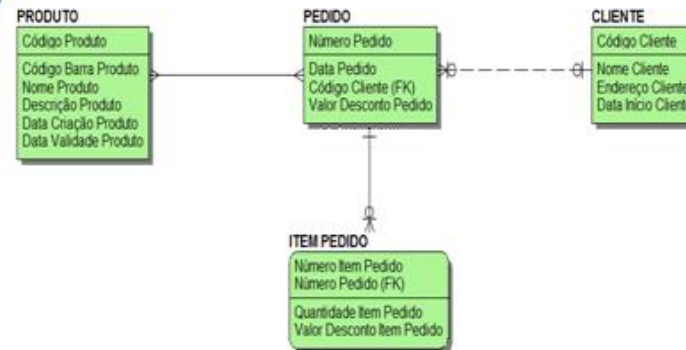 PRODUTO
Código Produto
Código Barra Produto
Nome Produto
Descrição Produto
Data Criação Produto
Data Validade Produto
PEDIDO
Número Pedido
Data Pedido
Código Cliente (FK)
Valor Desconto Pedido
CLIENTE
Código Cliente
Nome Cliente
Endereço Cliente
Data Início Cliente
ITEM PEDIDO
Número Item Pedido
Número Pedido (FK)
Quantidade Item Pedido
Valor Desconto Item Pedido